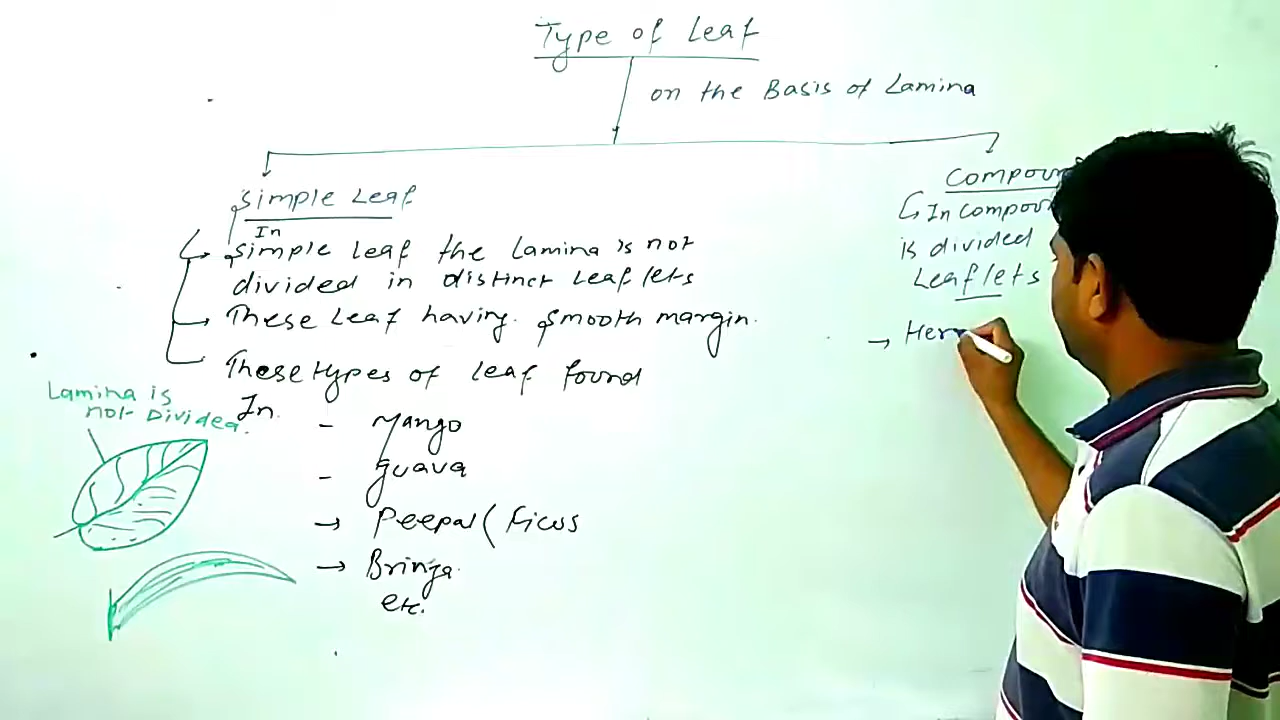 Type of Leaf
on the Basis of Lamina
Simple Leaf
In
Simple leaf the Lamina is not
divided in distinct Leaflets
These Leaf having. Smooth margin.
These types of leaf found
In.
- Mango
- guava
→ Peepal ( Ficus
→ Brinja
etc.
Lamina is
not Divided.
Compoun
In compoun
is divided
Leaflets
→ Her